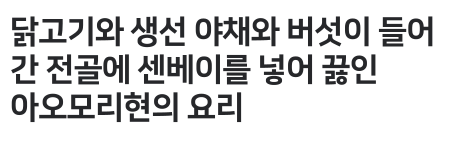 닭고기와 생선 야채와 버섯이 들어
간 전골에 센베이를 넣어 끓인
아오모리현의 요리